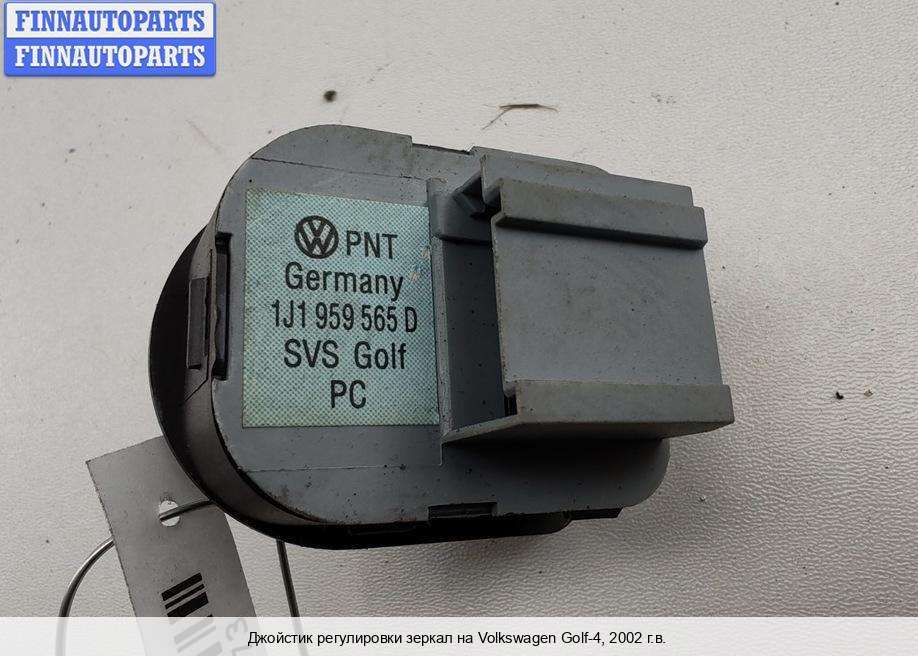 FINNAUTOPARTS
FINNAUTOPARTS
PNT
Germany
1J1 959 565 D
SVS Golf
PC
Джойстик регулировки зеркал на Volkswagen Golf-4, 2002 г.в.